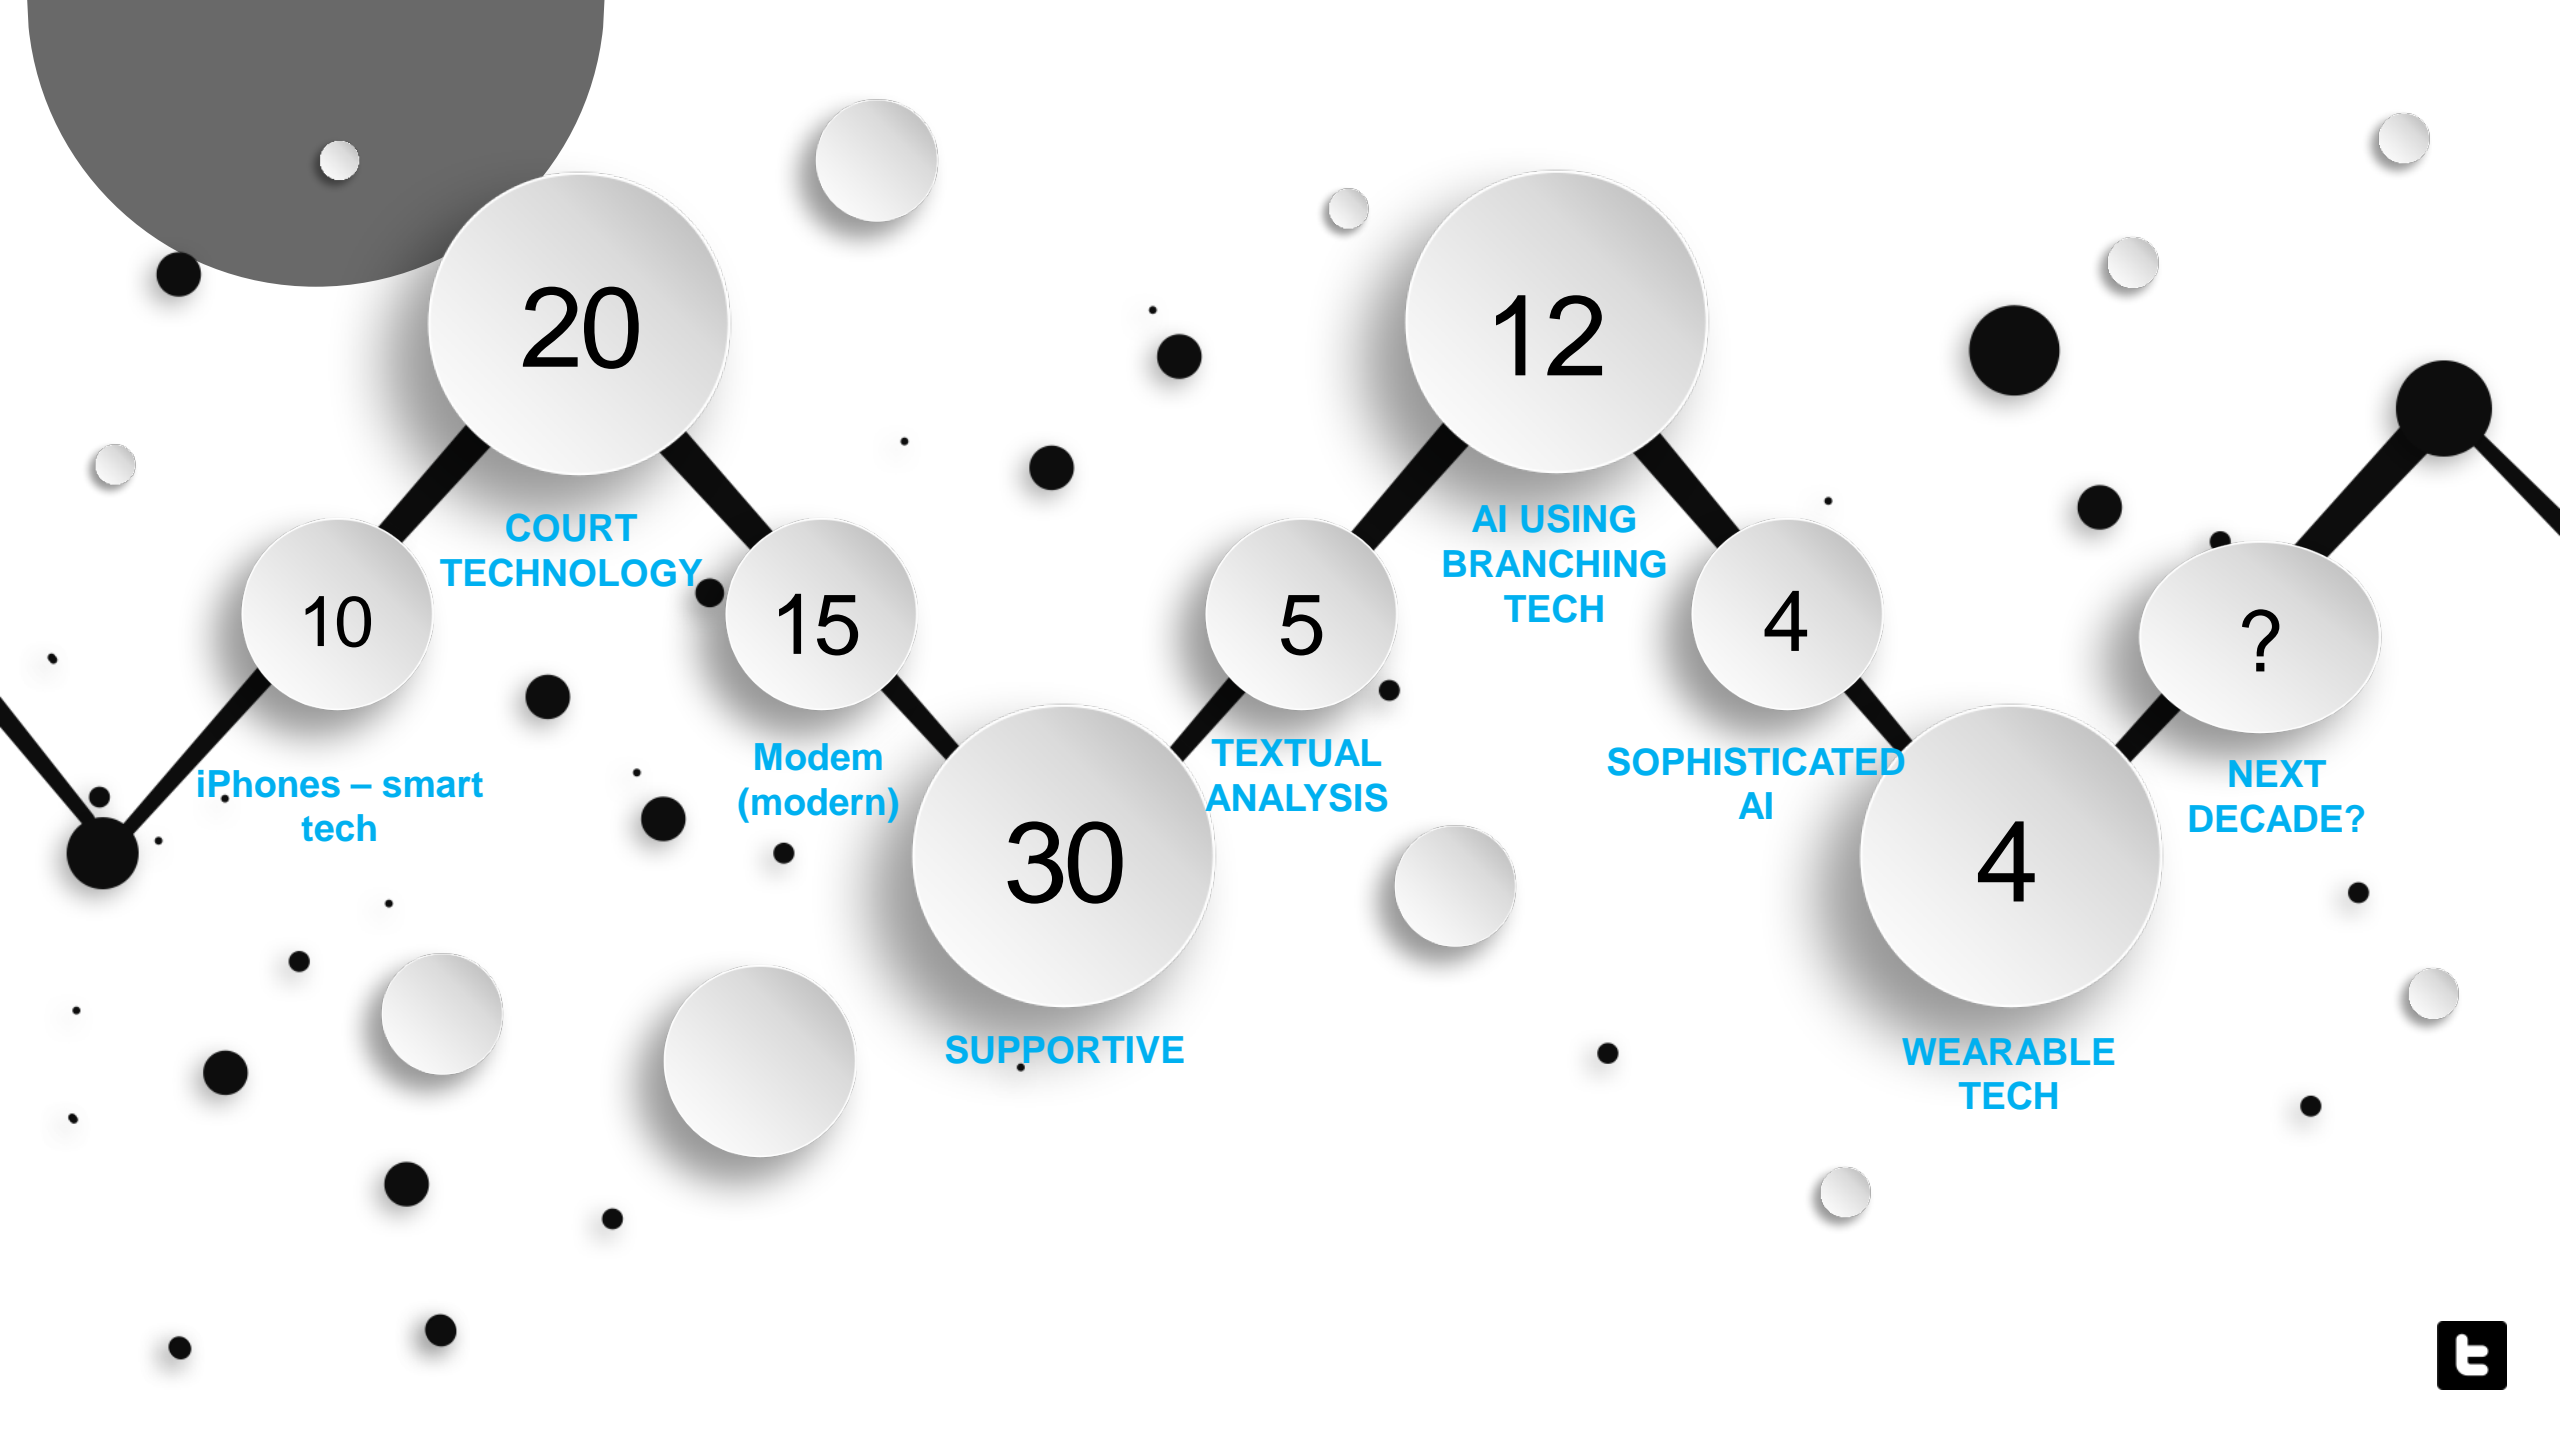 10
iPhones – smart
tech
20
COURT
TECHNOLOGY
15
Modem
(modern)
30
SUPPORTIVE
5
TEXTUAL
ANALYSIS
12
AI USING
BRANCHING
TECH
4
SOPHISTICATED
AI
4
WEARABLE
TECH
?
NEXT
DECADE?
t